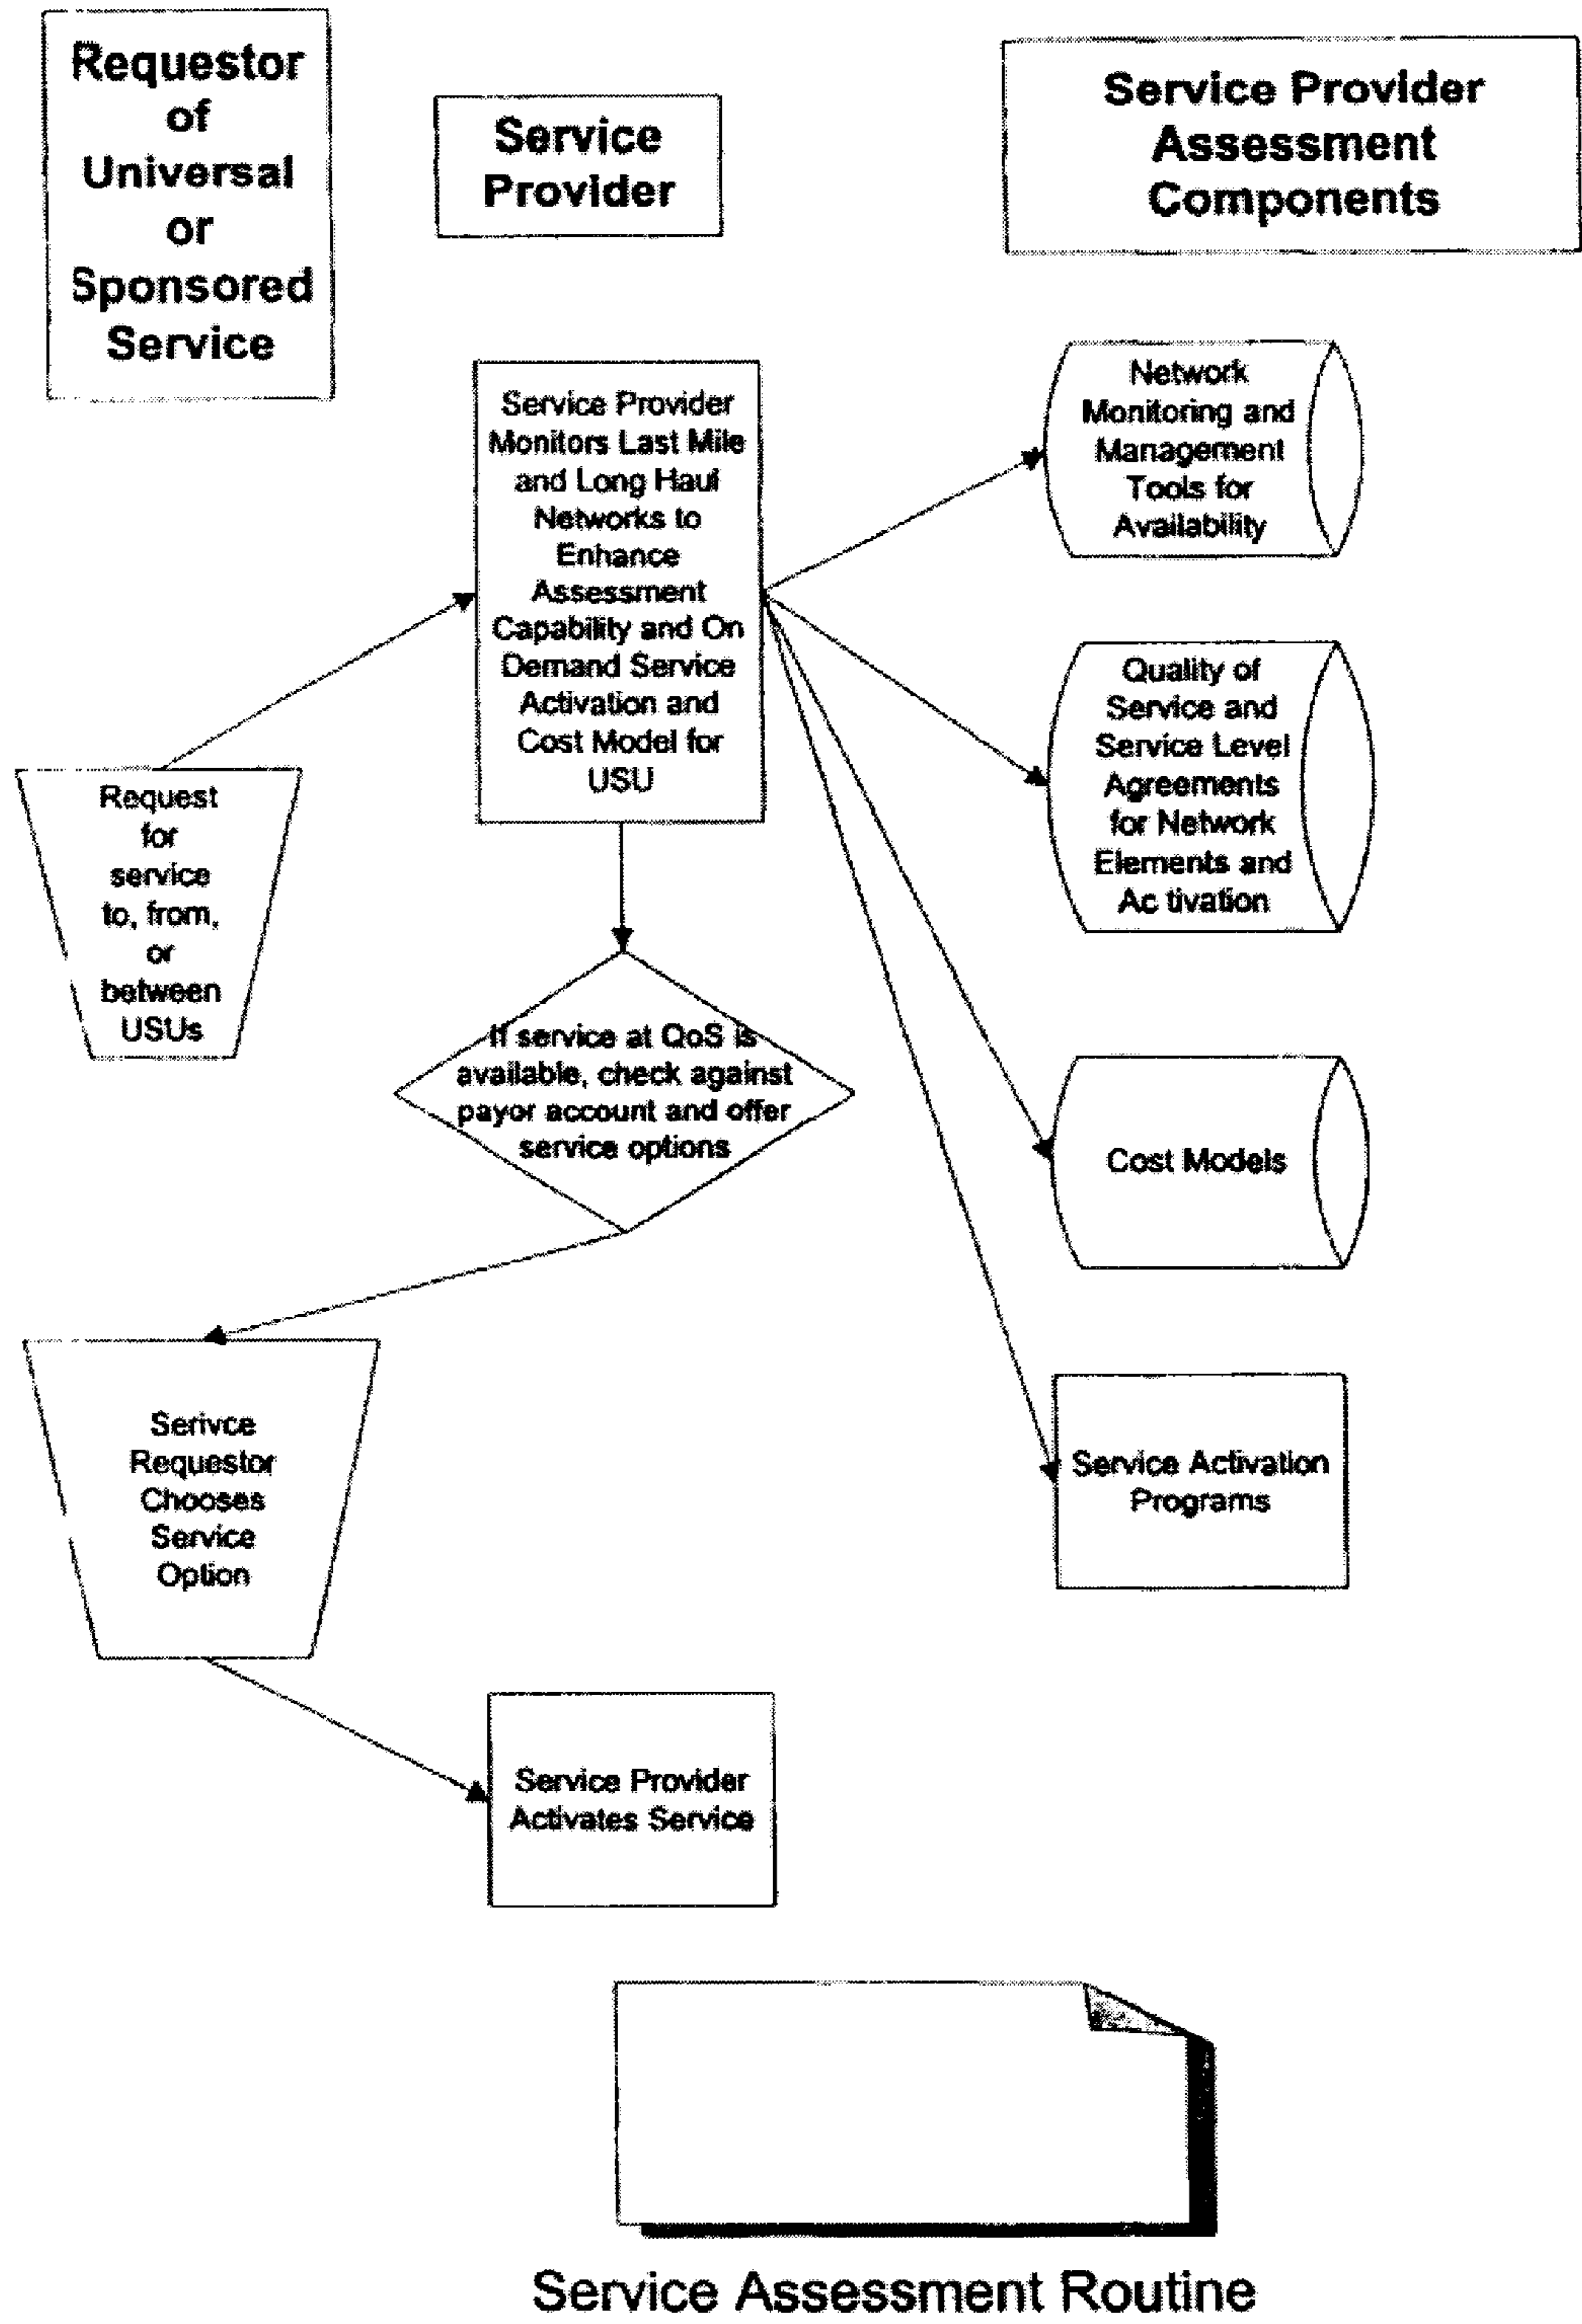 Requestor
of
Universal
or
Sponsored
Service
Service
Provider
Service Provider
Assessment
Components
Service Provider
Monitors Last Mile
and Long Haul
Networks to
Enhance
Assessment
Capability and On
Demand Service
Activation and
Cost Model for
USU
Network
Monitoring and
Management
Tools for
Availability
Quality of
Service and
Service Level
Agreements
for Network
Elements and
Ac tivation
Request
for
service
to, from,
or
between
USUs
If service at QoS is
available, check against
payor account and offer
service options
Cost Models
Serivce
Requestor
Chooses
Service
Option
Service Activation
Programs
Service Provider
Activates Service
Service Assessment Routine